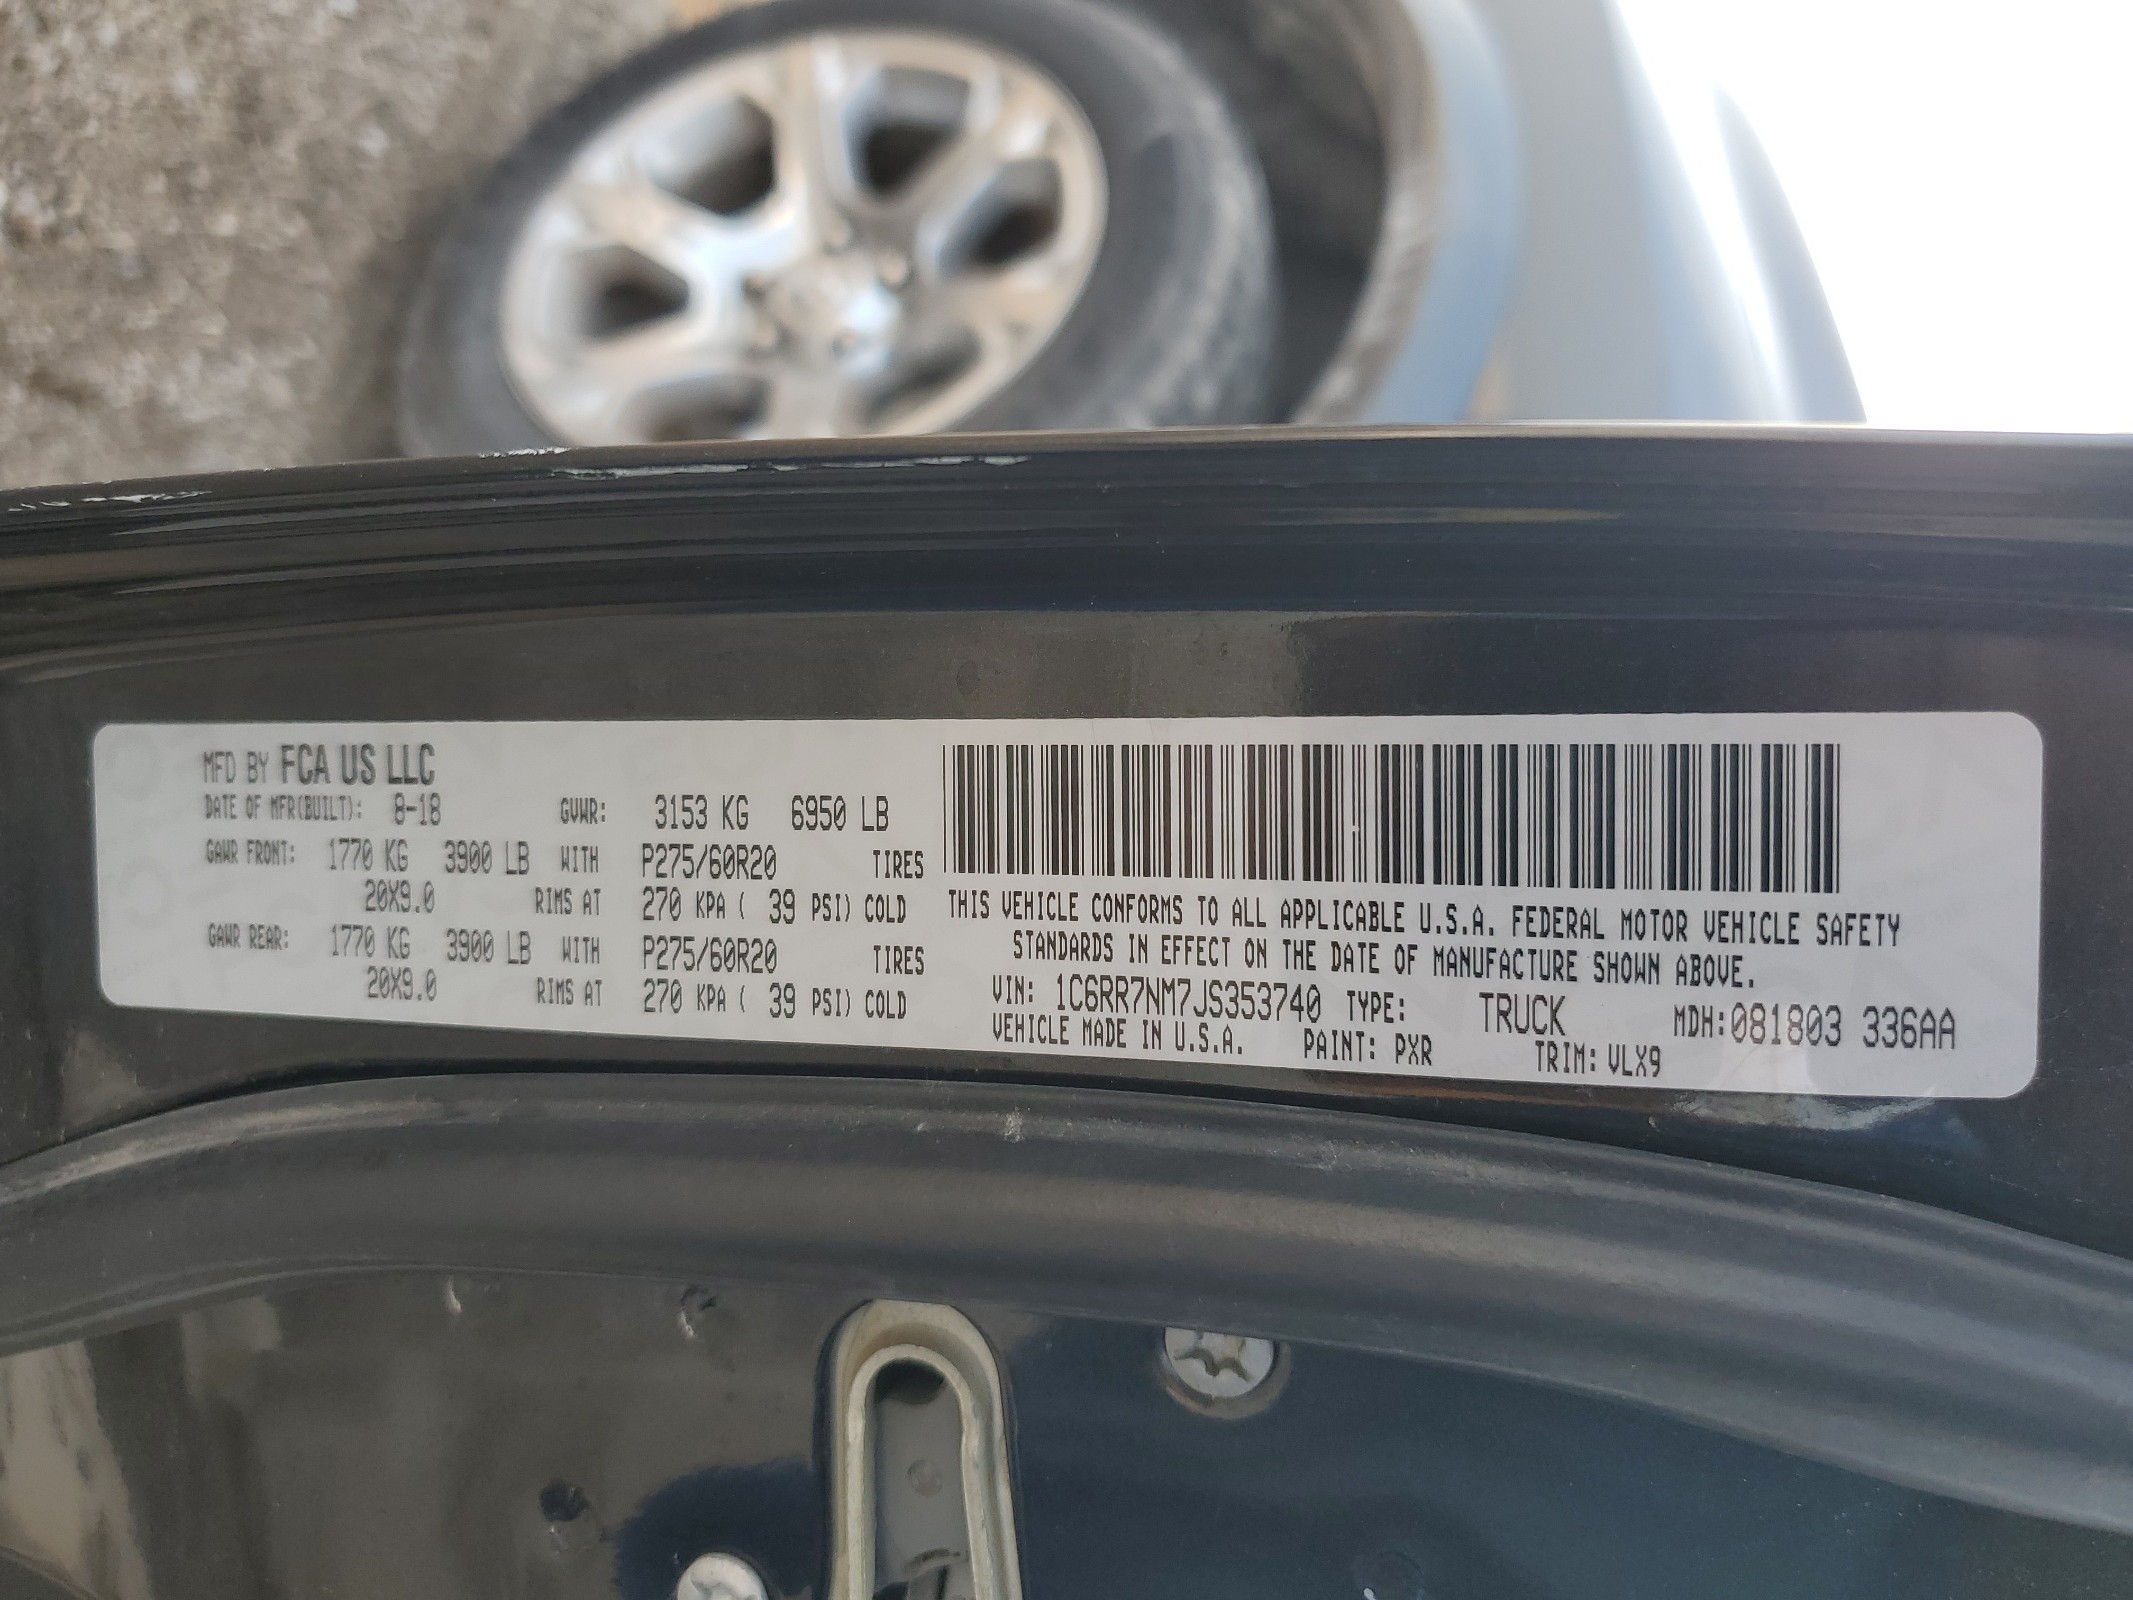 MFD BY FCA US LLC
DATE OF MFR(BUILT): 8-18 GVWR: 3153 KG 6950 LB
GAWR FRONT: 1770 KG 3900 LB WITH P275/60R20 TIRES
20X9.0 RIMS AT 270 KPA ( 39 PSI) COLD
GAWR REAR: 1770 KG 3900 LB WITH P275/60R20 TIRES
20X9.0 RIMS AT 270 KPA ( 39 PSI) COLD
THIS VEHICLE CONFORMS TO ALL APPLICABLE U.S.A. FEDERAL MOTOR VEHICLE SAFETY
STANDARDS IN EFFECT ON THE DATE OF MANUFACTURE SHOWN ABOVE.
VIN: 1C6RR7NM7JS353740 TYPE: TRUCK MDH:081803 336AA
VEHICLE MADE IN U.S.A. PAINT: PXR TRIM: VLX9